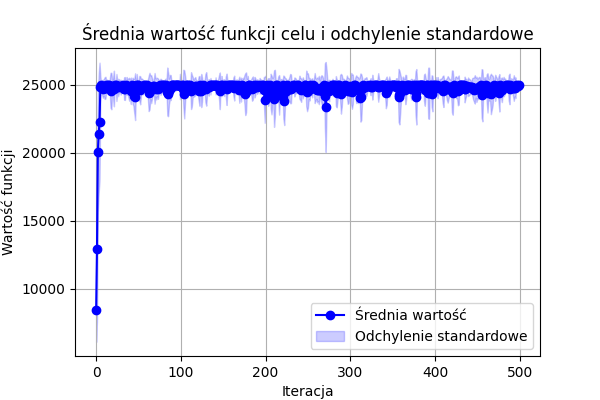 Średnia wartość funkcji celu i odchylenie standardowe
25000
20000
15000
10000
Wartość funkcji
0 100 200 300 400 500
Iteracja
Średnia wartość
Odchylenie standardowe